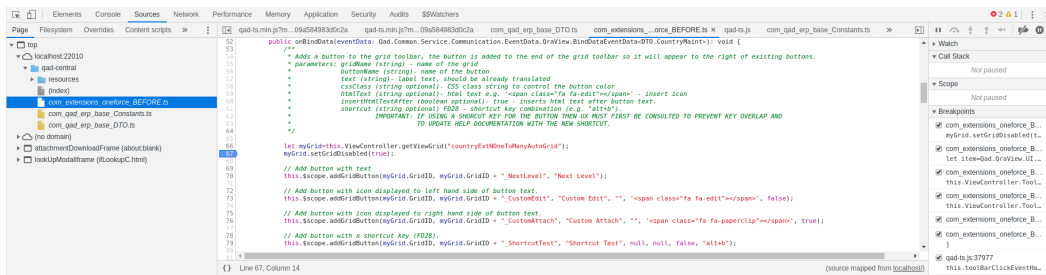 Elements Console Sources Network Performance Memory Application Security Audits $$Watchers 2 1
Page Filesystem Overrides Content scripts »
qad-ts.min.js?m…09a584983d0c2a qad-ts.min.js?m…09a584983d0c2a com_qad_erp_base_DTO.ts com_extensions_…orce_BEFORE.ts × qad-ts.js com_qad_erp_base_Constants.ts »
top
localhost:22010
qad-central
resources
(index)
com_extensions_oneforce_BEFORE.ts
com_qad_erp_base_Constants.ts
com_qad_erp_base_DTO.ts
(no domain)
attachmentDownloadFrame (about:blank)
lookUpModaliframe (ifLookupC.html)
52 public onBindData(eventData: Qad.Common.Service.Communication.EventData.QraView.BindDataEventData<DTO.CountryMaint>): void {
53 /**
54 * Adds a button to the grid toolbar, the button is added to the end of the grid toolbar so it will appear to the right of existing buttons.
55 * parameters: gridName (string) - name of the grid
56 * buttonName (string)- name of the button
57 * text (string)- label text, should be already translated
58 * cssClass (string optional)- CSS class string to control the button color
59 * htmlText (string optional)- html text e.g. '<span class="fa fa-edit"></span>' - insert icon
60 * insertHtmlTextAfter (boolean optional)- true - inserts html text after button text.
61 * shortcut (string optional) FD28 - shortcut key combination (e.g. "alt+b").
62 * IMPORTANT: IF USING A SHORCUT KEY FOR THE BUTTON THEN UX MUST FIRST BE CONSULTED TO PREVENT KEY OVERLAP AND
63 * TO UPDATE HELP DOCUMENTATION WITH THE NEW SHORTCUT.
64 */
65
66 let myGrid=this.ViewController.getViewGrid("countryExtNOneToManyAutoGrid");
67 myGrid.setGridDisabled(true);
68
69 // Add button with text
70 this.$scope.addGridButton(myGrid.GridID, myGrid.GridID + "_NextLevel", "Next Level");
71
72 // Add button with icon displayed to left hand side of button text.
73 this.$scope.addGridButton(myGrid.GridID, myGrid.GridID + "_CustomEdit", "Custom Edit", "", '<span class="fa fa-edit"></span>', false);
74
75 // Add button with icon displayed to right hand side of button text.
76 this.$scope.addGridButton(myGrid.GridID, myGrid.GridID + "_CustomAttach", "Custom Attach", "", '<span class="fa fa-paperclip"></span>', true);
77
78 // Add button with a shortcut key (FD28).
79 this.$scope.addGridButton(myGrid.GridID, myGrid.GridID + "_ShortcutTest", "Shortcut Test", null, null, false, "alt+b");
80
{} Line 67, Column 14 (source mapped from localhost/)
Watch
Call Stack
Not paused
Scope
Not paused
Breakpoints
com_extensions_oneforce_B…
myGrid.setGridDisabled(t…
com_extensions_oneforce_B…
let item=Qad.QraView.UI.…
com_extensions_oneforce_B…
this.ViewController.Tool…
com_extensions_oneforce_B…
this.ViewController.Tool…
com_extensions_oneforce_B…
com_extensions_oneforce_B…
}
qad-ts.js:37977
this.toolBarClickEventHa…